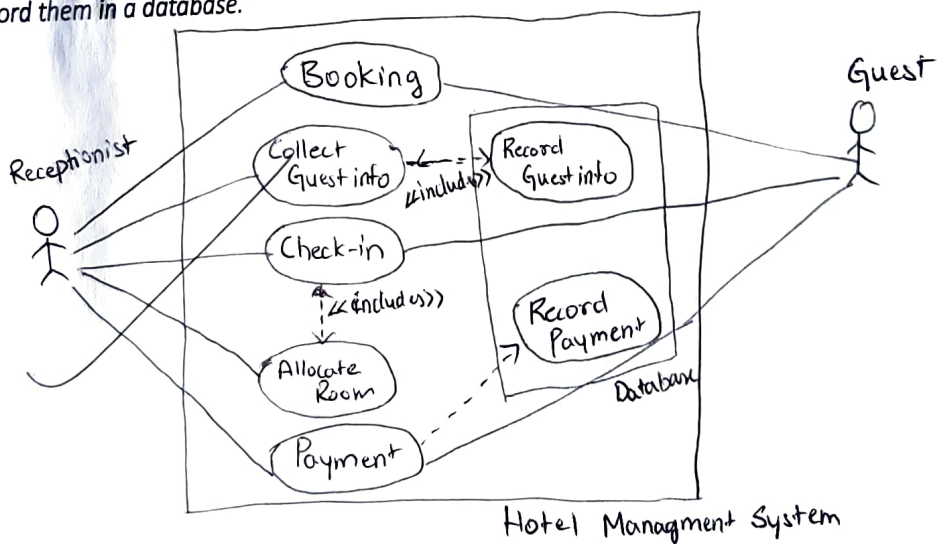 ord them in a database.
Booking
Guest
Receptionist
Collect
Guest info
<<includes>>
Record
Guest info
Check-in
<<includes>>
Allocate
Room
Record
Payment
Payment
Database
Hotel Managment System